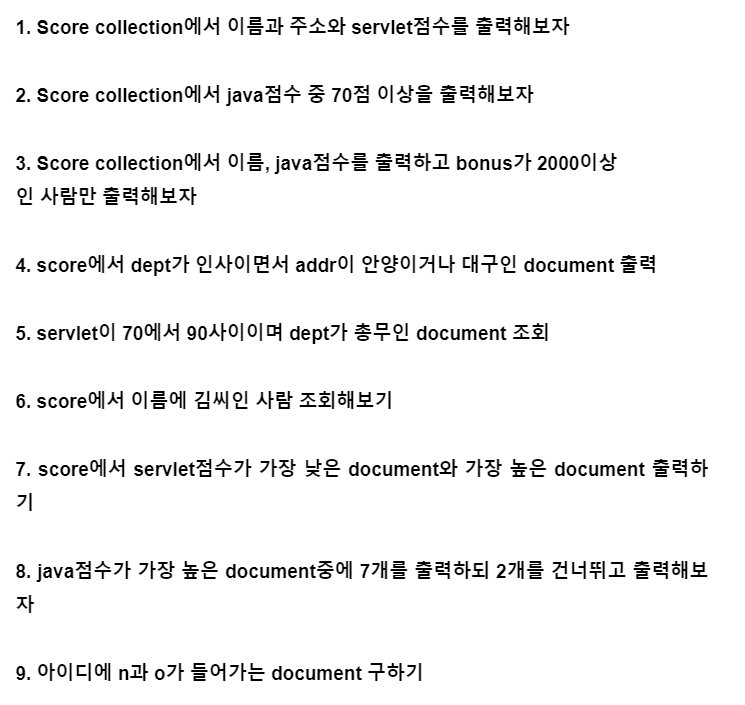 1. Score collection에서 이름과 주소와 servlet점수를 출력해보자
2. Score collection에서 java점수 중 70점 이상을 출력해보자
3. Score collection에서 이름, java점수를 출력하고 bonus가 2000이상
인 사람만 출력해보자
4. score에서 dept가 인사이면서 addr이 안양이거나 대구인 document 출력
5. servlet이 70에서 90사이이며 dept가 총무인 document 조회
6. score에서 이름에 김씨인 사람 조회해보기
7. score에서 servlet점수가 가장 낮은 document와 가장 높은 document 출력하
기
8. java점수가 가장 높은 document중에 7개를 출력하되 2개를 건너뛰고 출력해보
자
9. 아이디에 n과 o가 들어가는 document 구하기